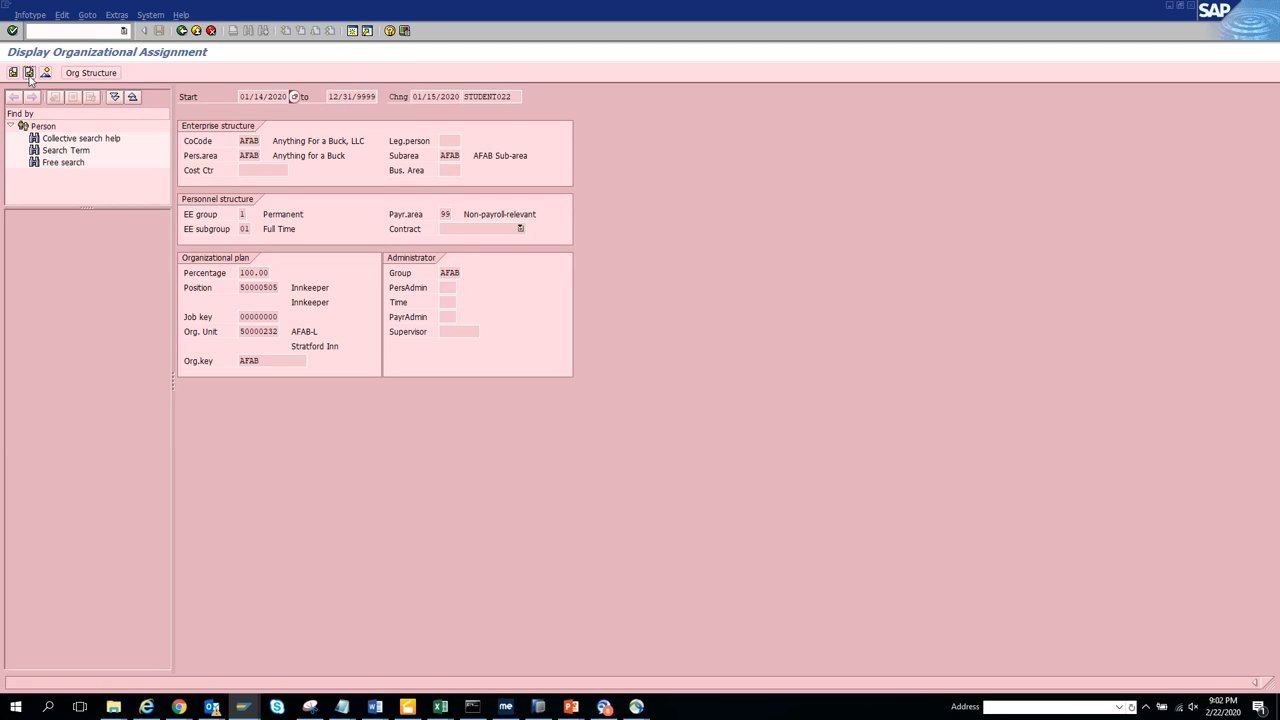 Infotype Edit Goto Extras System Help
SAP
Display Organizational Assignment
Org Structure
Start 01/14/2020 to 12/31/9999 Chng 01/15/2020 STUDENT022
Find by
Person
Collective search help
Search Term
Free search
Enterprise structure
CoCode AFAB Anything For a Buck, LLC Leg.person
Pers.area AFAB Anything for a Buck Subarea AFAB AFAB Sub-area
Cost Ctr Bus. Area
Personnel structure
EE group 1 Permanent Payr.area 99 Non-payroll-relevant
EE subgroup 01 Full Time Contract
Organizational plan
Percentage 100.00
Position 50000505 Innkeeper
Innkeeper
Job key 00000000
Org. Unit 50000232 AFAB-L
Stratford Inn
Org.key AFAB
Administrator
Group AFAB
PersAdmin
Time
PayrAdmin
Supervisor
Address
9:02 PM
2/22/2020